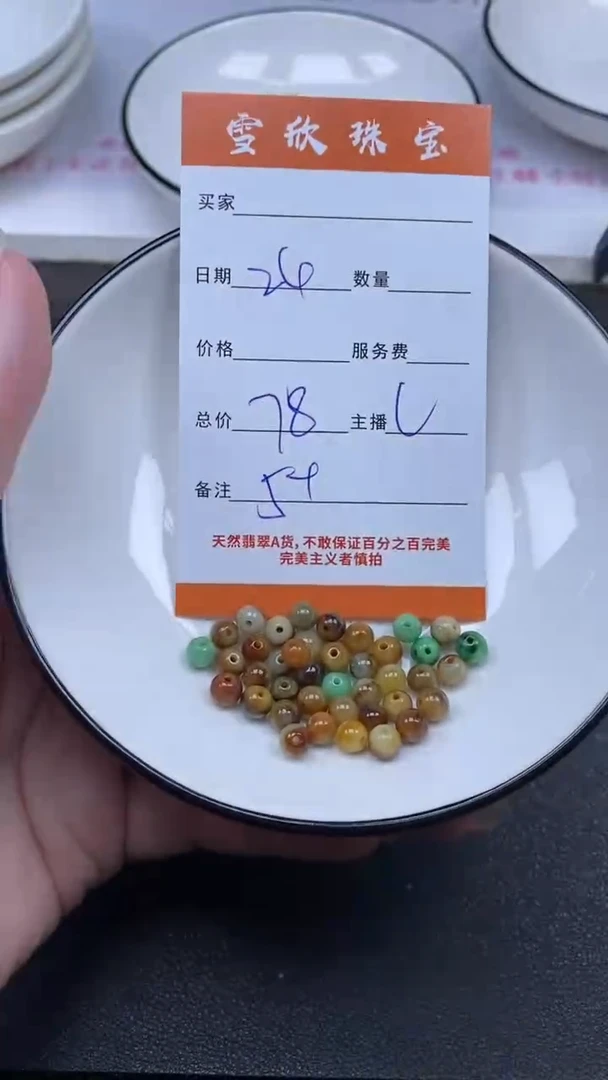 雪欣珠宝
买家
日期 26 数量
价格 服务费
总价 78 主播
备注 54
天然翡翠A货,不敢保证百分之百完美
完美主义者慎拍